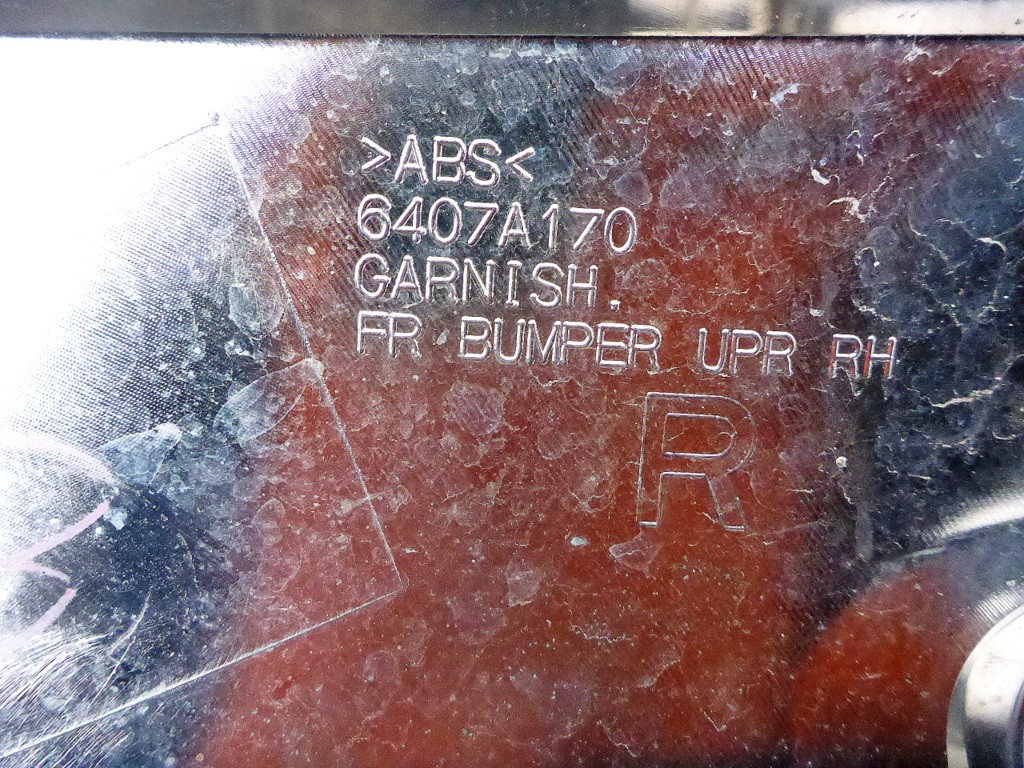 >ABS<
6407A170
GARNISH,
FR BUMPER UPR RH
R